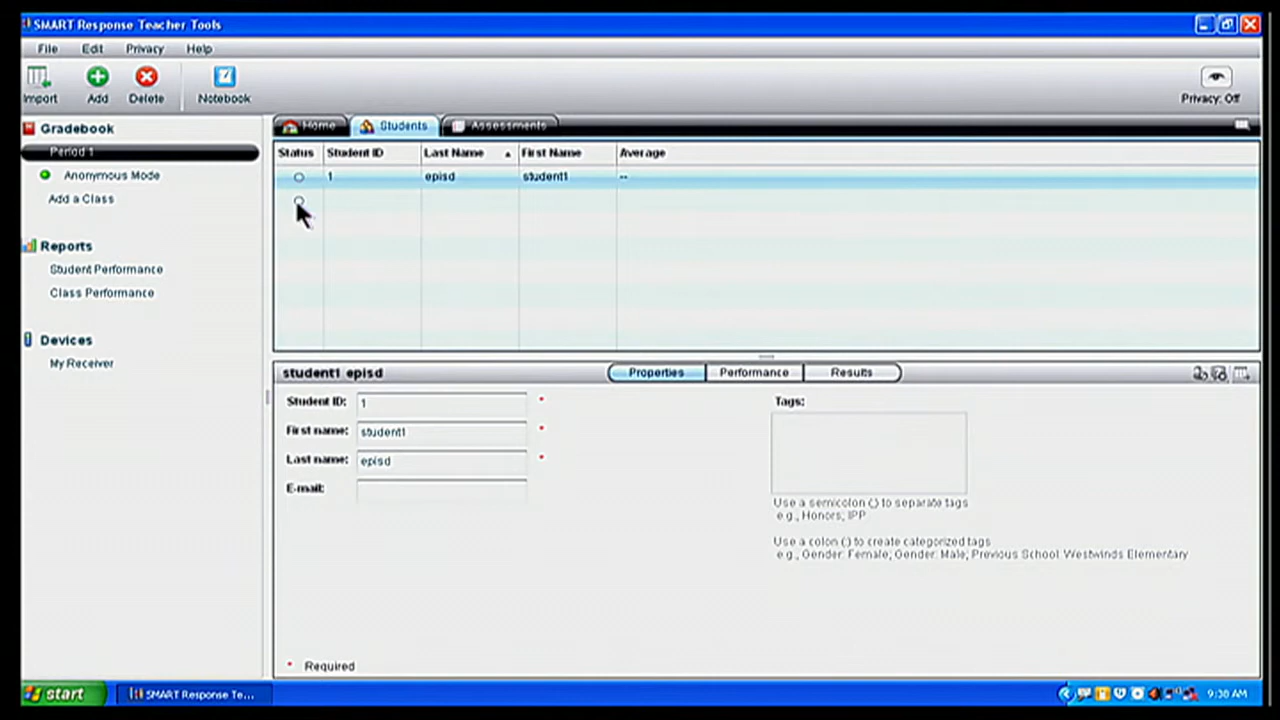 SMART Response Teacher Tools
File Edit Privacy Help
Import Add Delete Notebook Privacy: Off
Gradebook
Period 1
Anonymous Mode
Add a Class
Reports
Student Performance
Class Performance
Devices
My Receiver
Home Students Assessments
Status Student ID Last Name First Name Average
1 episd student1 --
student1 episd Properties Performance Results
Student ID: 1 *
First name: student1 *
Last name: episd *
E-mail:
Tags:
Use a semicolon (;) to separate tags
e.g., Honors; IPP
Use a colon (:) to create categorized tags
e.g., Gender: Female; Gender: Male; Previous School: Westwinds Elementary
* Required
start SMART Response Te... 9:30 AM